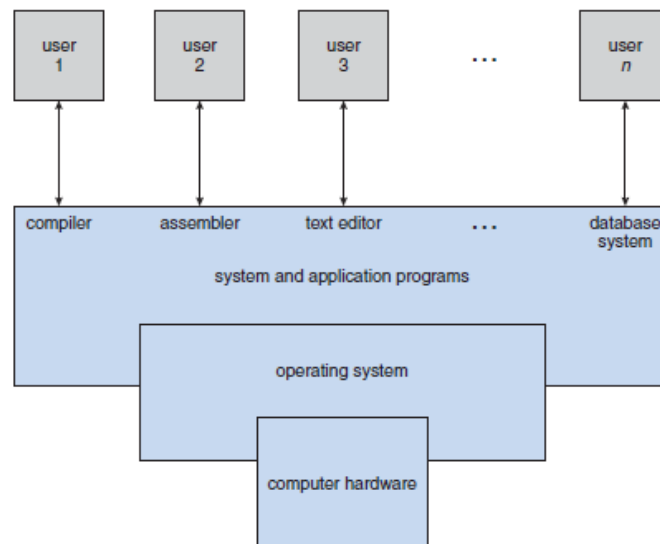 user
1
user
2
user
3
...
user
n
compiler
assembler
text editor
...
database
system
system and application programs
operating system
computer hardware